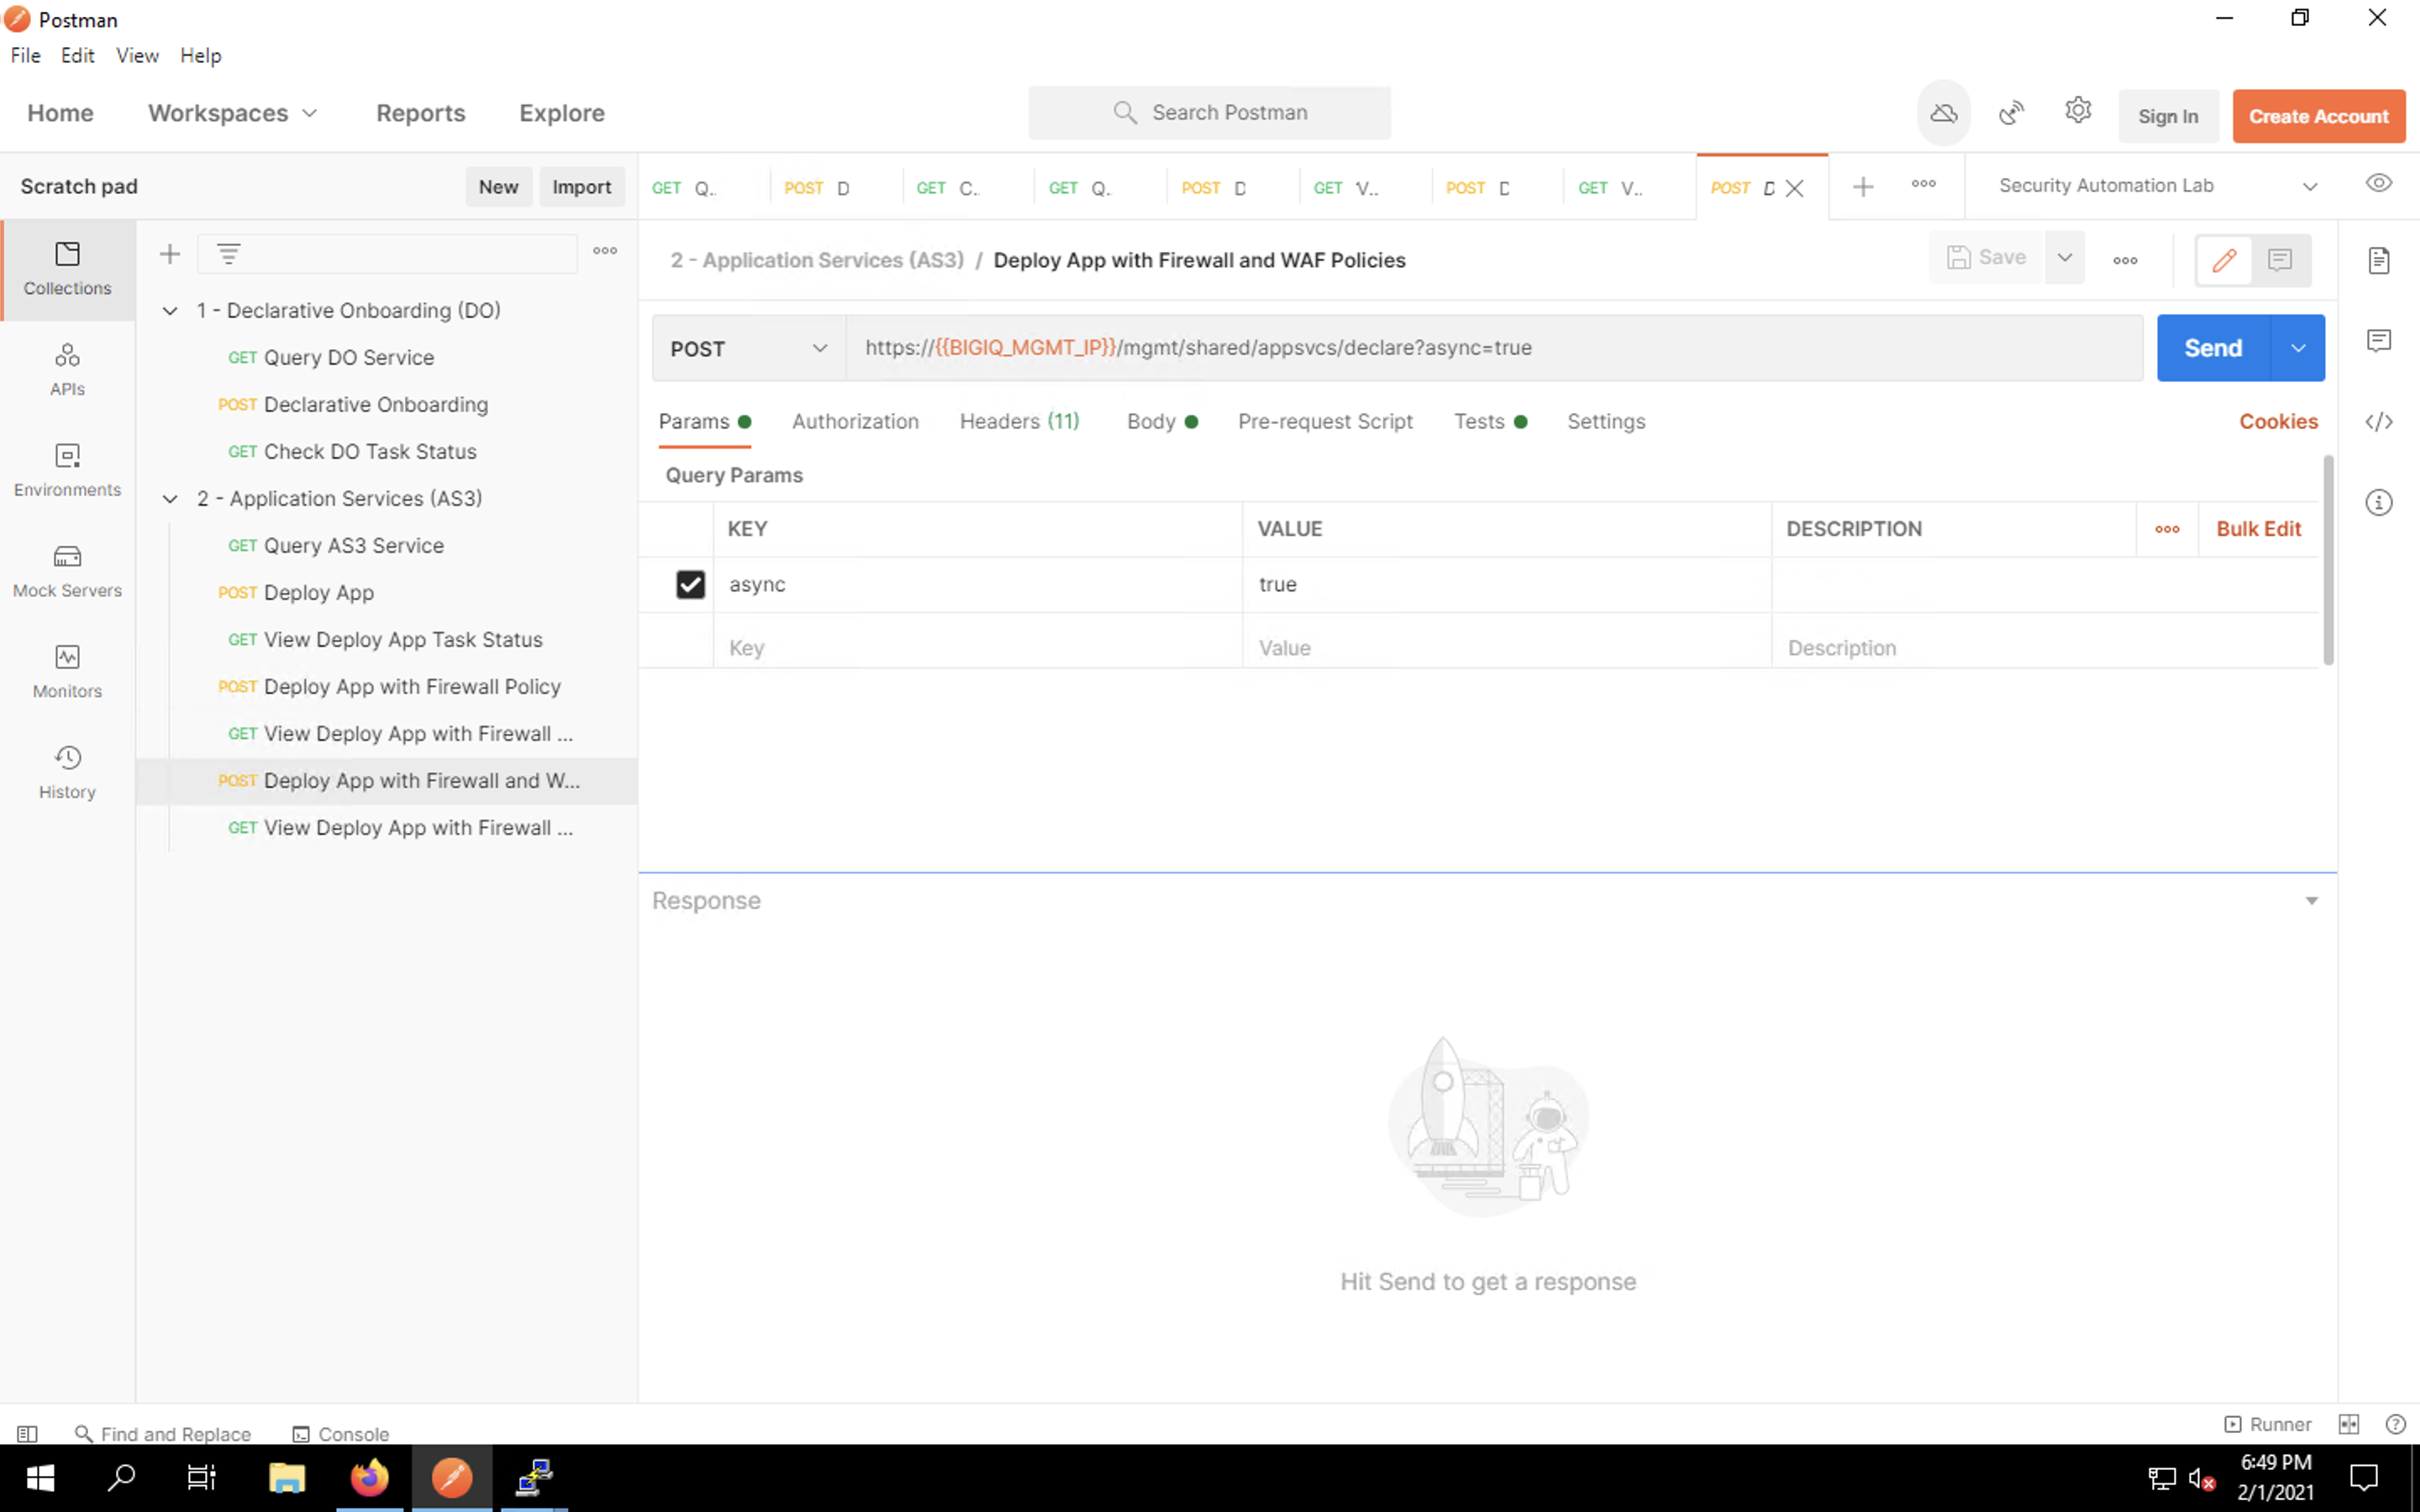 Postman
File Edit View Help
Home Workspaces Reports Explore
Search Postman
Sign In
Create Account
Scratch pad
New
Import
GET Q..
POST D
GET C..
GET Q..
POST D
GET V..
POST D
GET V..
POST D
Security Automation Lab
Collections
APIs
Environments
Mock Servers
Monitors
History
1 - Declarative Onboarding (DO)
GET Query DO Service
POST Declarative Onboarding
GET Check DO Task Status
2 - Application Services (AS3)
GET Query AS3 Service
POST Deploy App
GET View Deploy App Task Status
POST Deploy App with Firewall Policy
GET View Deploy App with Firewall ...
POST Deploy App with Firewall and W...
GET View Deploy App with Firewall ...
2 - Application Services (AS3) / Deploy App with Firewall and WAF Policies
Save
POST
https://{{BIGIQ_MGMT_IP}}/mgmt/shared/appsvcs/declare?async=true
Send
Params Authorization Headers (11) Body Pre-request Script Tests Settings Cookies
Query Params
KEY VALUE DESCRIPTION Bulk Edit
async true
Key Value Description
Response
Hit Send to get a response
Find and Replace Console
Runner
6:49 PM
2/1/2021